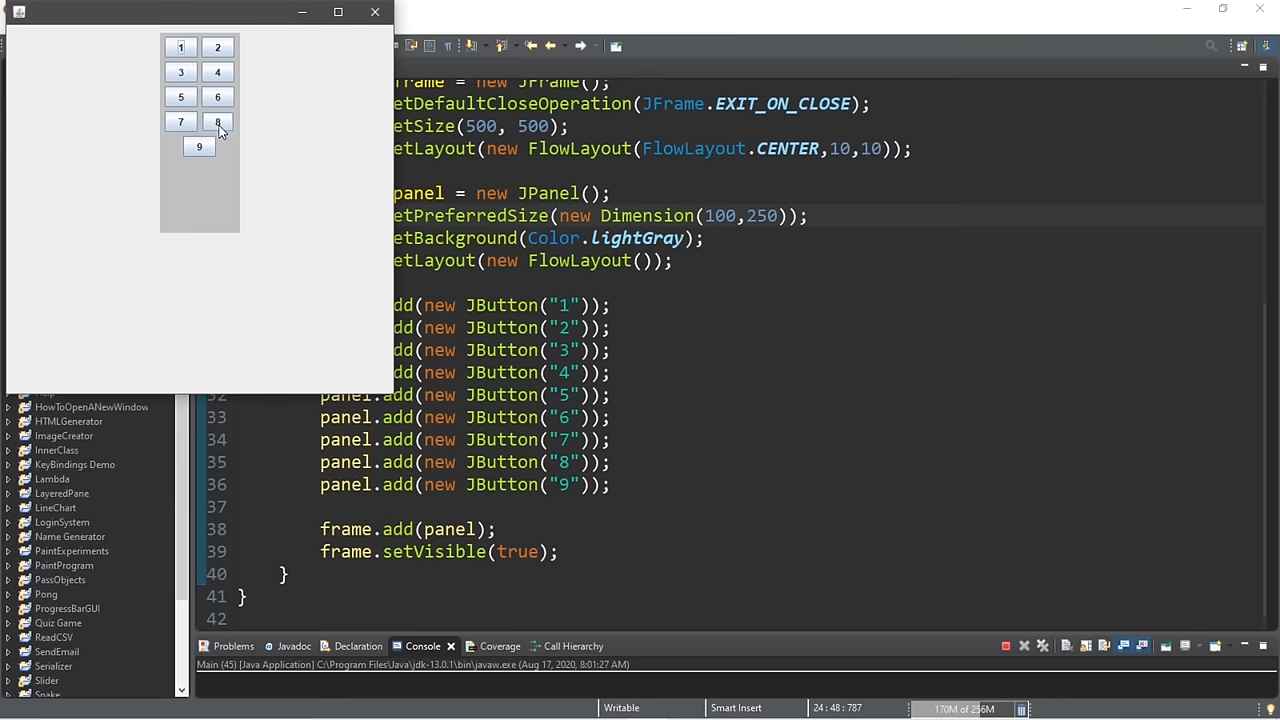 1 2
3 4
5 6
7 8
9
frame = new JFrame();
etDefaultCloseOperation(JFrame.EXIT_ON_CLOSE);
etSize(500, 500);
etLayout(new FlowLayout(FlowLayout.CENTER,10,10));
panel = new JPanel();
etPreferredSize(new Dimension(100,250));
etBackground(Color.lightGray);
etLayout(new FlowLayout());
dd(new JButton("1"));
dd(new JButton("2"));
dd(new JButton("3"));
dd(new JButton("4"));
32 panel.add(new JButton("5"));
33 panel.add(new JButton("6"));
34 panel.add(new JButton("7"));
35 panel.add(new JButton("8"));
36 panel.add(new JButton("9"));
37
38 frame.add(panel);
39 frame.setVisible(true);
40 }
41 }
42
HowToOpenANewWindow
HTMLGenerator
ImageCreator
InnerClass
KeyBindings Demo
Lambda
LayeredPane
LineChart
LoginSystem
Name Generator
PaintExperiments
PaintProgram
PassObjects
Pong
ProgressBarGUI
Quiz Game
ReadCSV
SendEmail
Serializer
Slider
Snake
Problems Javadoc Declaration Console Coverage Call Hierarchy
Main (45) [Java Application] C:\Program Files\Java\jdk-13.0.1\bin\javaw.exe (Aug 17, 2020, 8:01:27 AM)
Writable Smart Insert 24 : 48 : 787 170M of 256M